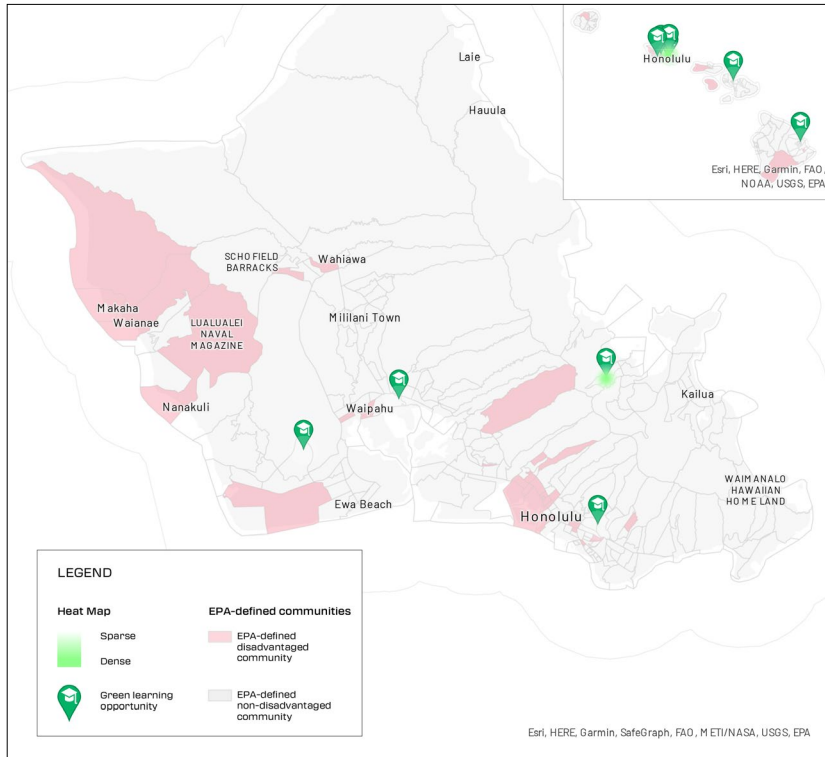 Laie
Hauula
Honolulu
Esri, HERE, Garmin, FAO,
NOAA, USGS, EPA
SCHOFIELD
BARRACKS
Wahiawa
Makaha
Waianae
LUALUALEI
NAVAL
MAGAZINE
Mililani Town
Nanakuli
Waipahu
Kailua
WAIMANALO
HAWAIIAN
HOME LAND
Ewa Beach
Honolulu
LEGEND
Heat Map
Sparse
Dense
Green learning
opportunity
EPA-defined communities
EPA-defined
disadvantaged
community
EPA-defined
non-disadvantaged
community
Esri, HERE, Garmin, SafeGraph, FAO, METI/NASA, USGS, EPA